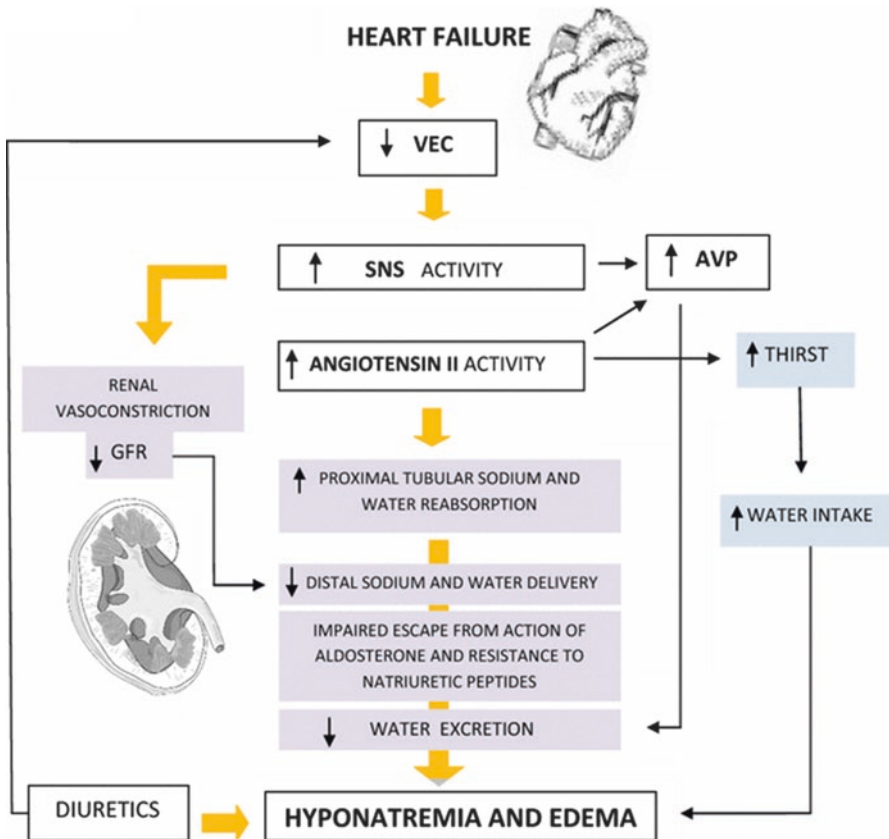 HEART FAILURE
↓ VEC
↑ SNS ACTIVITY
↑ AVP
↑ ANGIOTENSIN II ACTIVITY
↑ THIRST
RENAL
VASOCONSTRICTION
↓ GFR
↑ PROXIMAL TUBULAR SODIUM AND
WATER REABSORPTION
↑ WATER INTAKE
↓ DISTAL SODIUM AND WATER DELIVERY
IMPAIRED ESCAPE FROM ACTION OF
ALDOSTERONE AND RESISTANCE TO
NATRIURETIC PEPTIDES
↓ WATER EXCRETION
DIURETICS
HYPONATREMIA AND EDEMA